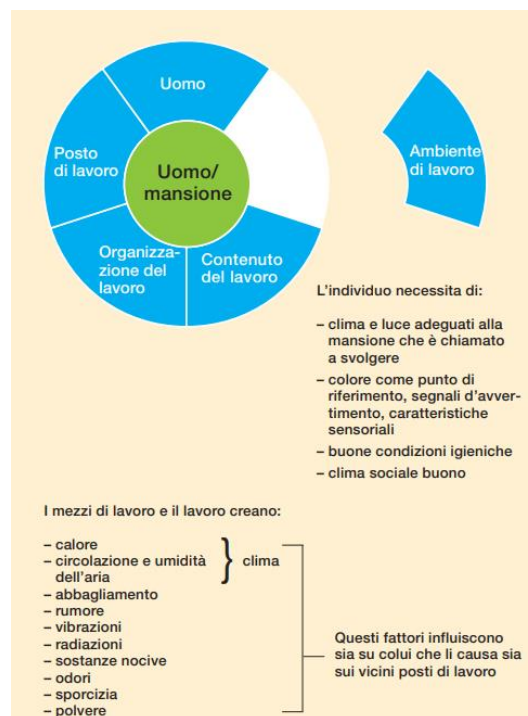 Uomo
Posto
di lavoro
Uomo/
mansione
Ambiente
di lavoro
Organizza-
zione del
lavoro
Contenuto
del lavoro
L'individuo necessita di:
– clima e luce adeguati alla
mansione che è chiamato
a svolgere
– colore come punto di
riferimento, segnali d'avver-
timento, caratteristiche
sensoriali
– buone condizioni igieniche
– clima sociale buono
I mezzi di lavoro e il lavoro creano:
– calore
– circolazione e umidità
dell'aria
} clima
– abbagliamento
– rumore
– vibrazioni
– radiazioni
– sostanze nocive
– odori
– sporcizia
– polvere
Questi fattori influiscono
sia su colui che li causa sia
sui vicini posti di lavoro